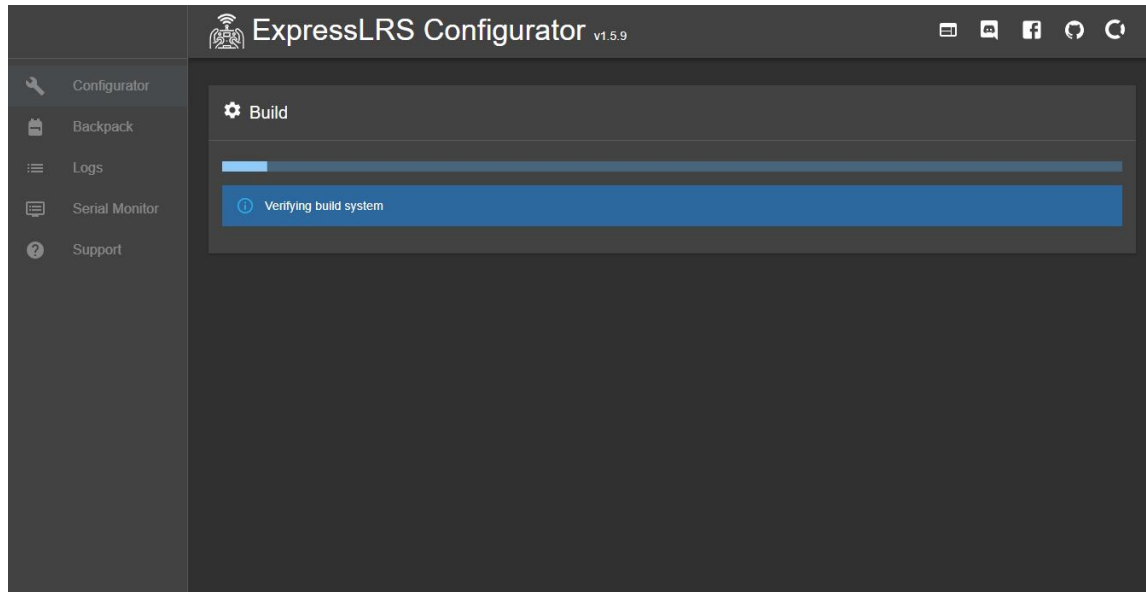 ExpressLRS Configurator v1.5.9
Configurator
Backpack
Logs
Serial Monitor
Support
Build
Verifying build system